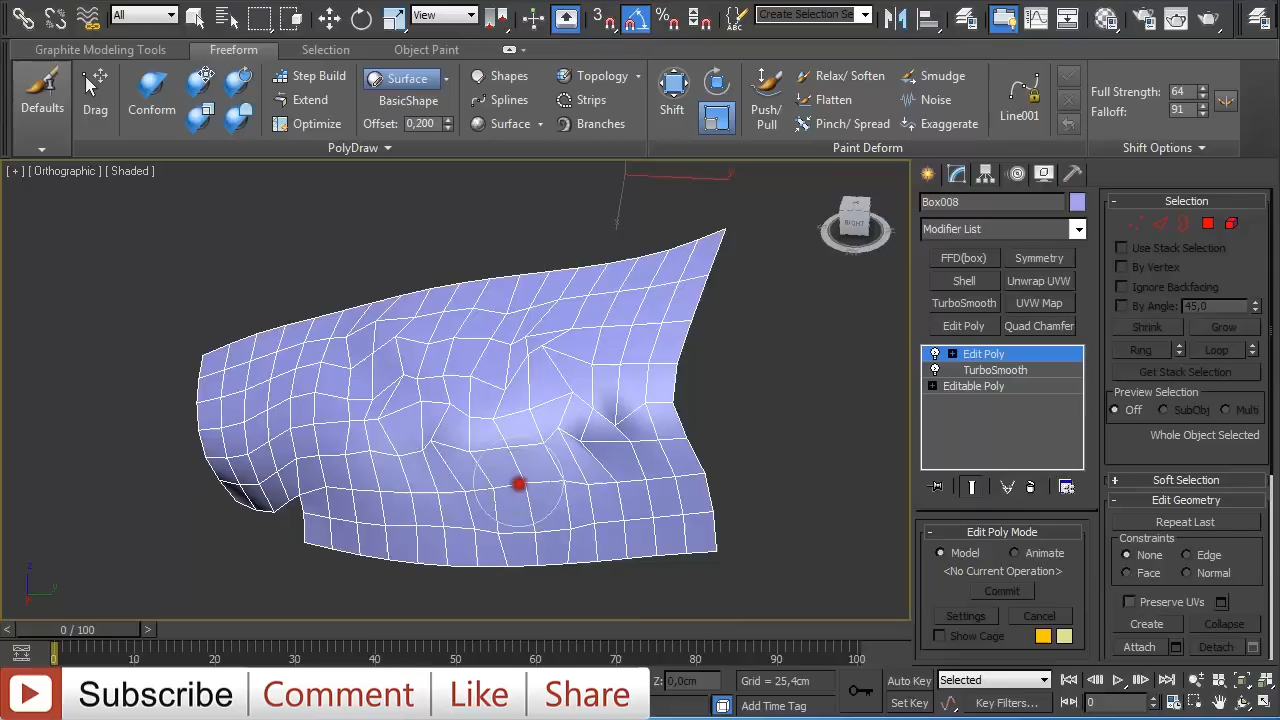 All
View
Create Selection Se
Graphite Modeling Tools
Freeform
Selection
Object Paint
Defaults
Drag
Conform
Step Build
Extend
Optimize
Surface
BasicShape
Offset: 0,200
Shapes
Splines
Surface
Topology
Strips
Branches
PolyDraw
Shift
Push/
Pull
Relax/ Soften
Flatten
Pinch/ Spread
Smudge
Noise
Exaggerate
Line001
Paint Deform
Full Strength: 64
Falloff: 91
Shift Options
[ + ] [ Orthographic ] [ Shaded ]
RIGHT
Box008
Modifier List
FFD(box)
Symmetry
Shell
Unwrap UVW
TurboSmooth
UVW Map
Edit Poly
Quad Chamfer
Edit Poly
TurboSmooth
Editable Poly
Edit Poly Mode
Model
Animate
<No Current Operation>
Commit
Settings
Cancel
Show Cage
Selection
Use Stack Selection
By Vertex
Ignore Backfacing
By Angle: 45,0
Shrink
Grow
Ring
Loop
Get Stack Selection
Preview Selection
Off
SubObj
Multi
Whole Object Selected
Soft Selection
Edit Geometry
Repeat Last
Constraints
None
Edge
Face
Normal
Preserve UVs
Create
Collapse
Attach
Detach
0 / 100
0
10
20
30
40
50
60
70
80
90
100
Subscribe
Comment
Like
Share
Z: 0,0cm
Grid = 25,4cm
Add Time Tag
Auto Key
Selected
Set Key
Key Filters...
0